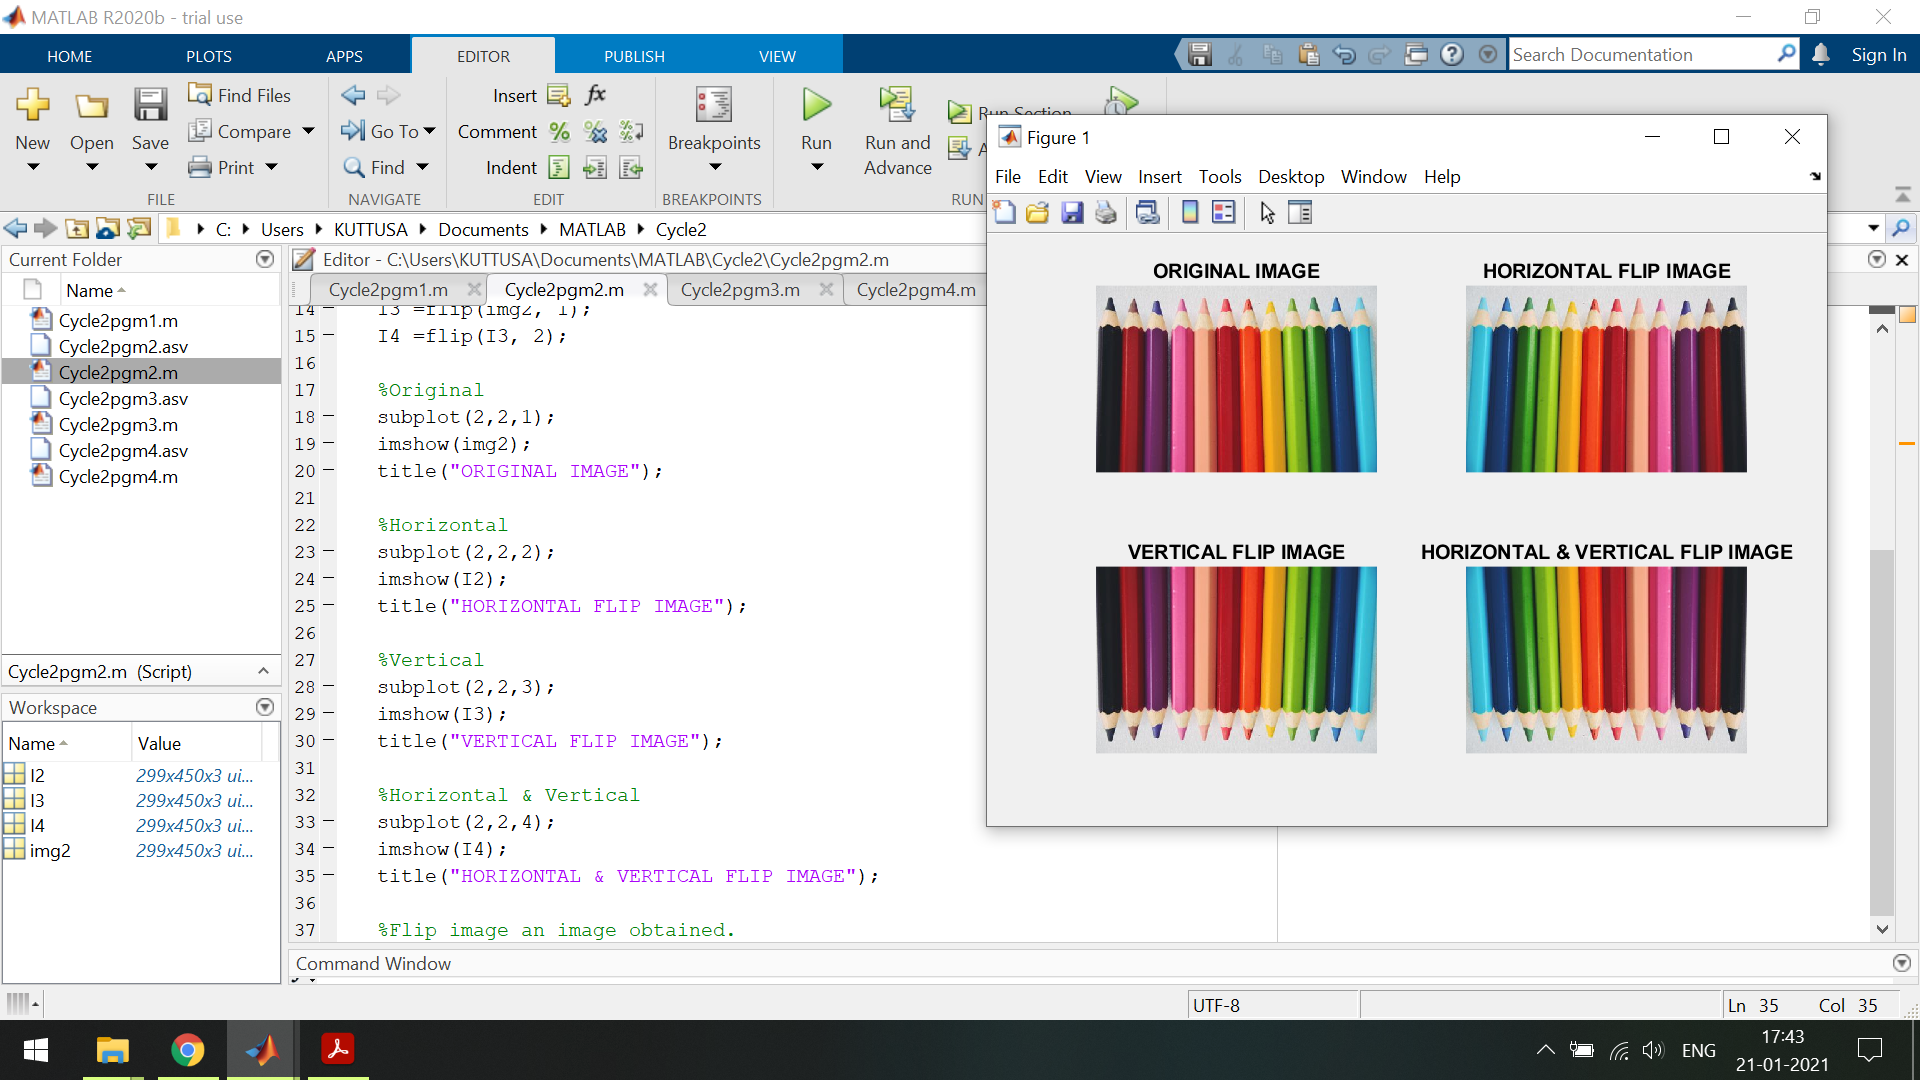 MATLAB R2020b - trial use
HOME PLOTS APPS EDITOR PUBLISH VIEW
Search Documentation
Sign In
New
Open
Save
Find Files
Compare
Print
FILE
Go To
Find
NAVIGATE
Insert
Comment
Indent
EDIT
Breakpoints
BREAKPOINTS
Run
Run and
Advance
Run Section
RUN
C: Users KUTTUSA Documents MATLAB Cycle2
Current Folder
Name
Cycle2pgm1.m
Cycle2pgm2.asv
Cycle2pgm2.m
Cycle2pgm3.asv
Cycle2pgm3.m
Cycle2pgm4.asv
Cycle2pgm4.m
Cycle2pgm2.m (Script)
Workspace
Name Value
I2 299x450x3 ui...
I3 299x450x3 ui...
I4 299x450x3 ui...
img2 299x450x3 ui...
Editor - C:\Users\KUTTUSA\Documents\MATLAB\Cycle2\Cycle2pgm2.m
Cycle2pgm1.m Cycle2pgm2.m Cycle2pgm3.m Cycle2pgm4.m
14 - I3 =flip(img2, 1);
15 - I4 =flip(I3, 2);
16
17 %Original
18 - subplot(2,2,1);
19 - imshow(img2);
20 - title("ORIGINAL IMAGE");
21
22 %Horizontal
23 - subplot(2,2,2);
24 - imshow(I2);
25 - title("HORIZONTAL FLIP IMAGE");
26
27 %Vertical
28 - subplot(2,2,3);
29 - imshow(I3);
30 - title("VERTICAL FLIP IMAGE");
31
32 %Horizontal & Vertical
33 - subplot(2,2,4);
34 - imshow(I4);
35 - title("HORIZONTAL & VERTICAL FLIP IMAGE");
36
37 %Flip image an image obtained.
Command Window
Figure 1
File Edit View Insert Tools Desktop Window Help
ORIGINAL IMAGE
HORIZONTAL FLIP IMAGE
VERTICAL FLIP IMAGE
HORIZONTAL & VERTICAL FLIP IMAGE
UTF-8
Ln 35 Col 35
ENG
17:43
21-01-2021